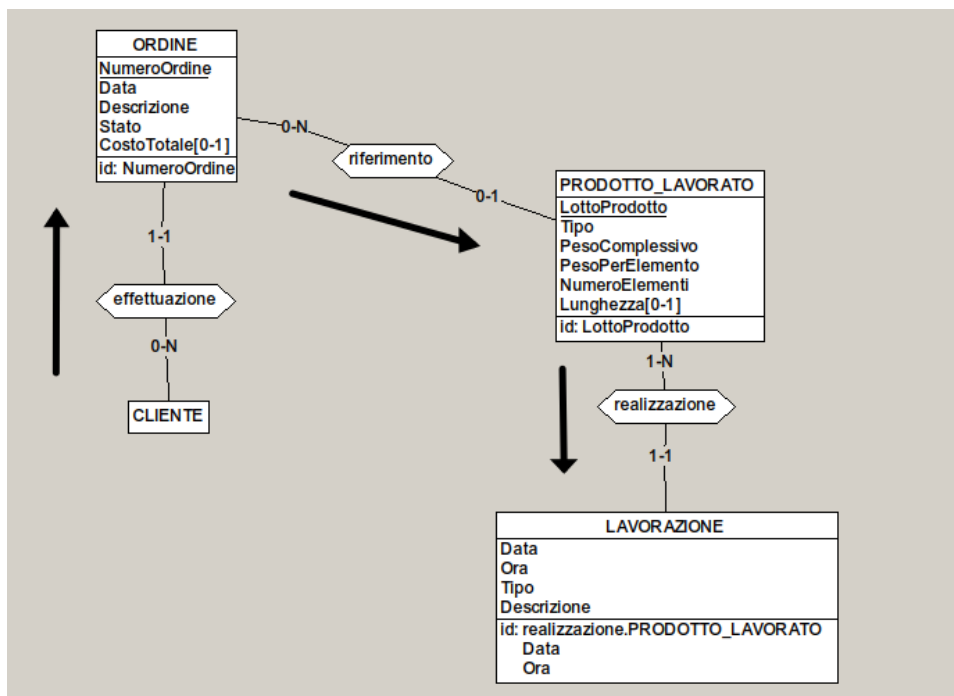 ORDINE
NumeroOrdine
Data
Descrizione
Stato
CostoTotale[0-1]
id: NumeroOrdine
0-N
riferimento
0-1
PRODOTTO_LAVORATO
LottoProdotto
Tipo
PesoComplessivo
PesoPerElemento
NumeroElementi
Lunghezza[0-1]
id: LottoProdotto
1-1
effettuazione
0-N
CLIENTE
1-N
realizzazione
1-1
LAVORAZIONE
Data
Ora
Tipo
Descrizione
id: realizzazione.PRODOTTO_LAVORATO
Data
Ora